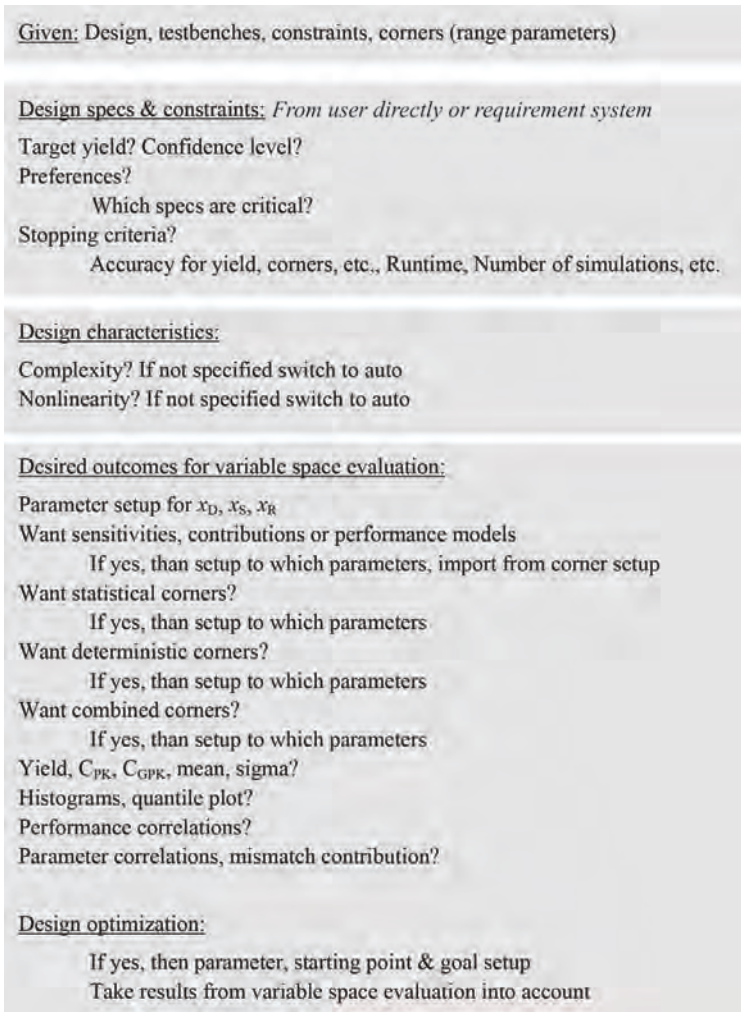 Given: Design, testbenches, constraints, corners (range parameters)
Design specs & constraints: From user directly or requirement system
Target yield? Confidence level?
Preferences?
Which specs are critical?
Stopping criteria?
Accuracy for yield, corners, etc., Runtime, Number of simulations, etc.
Design characteristics:
Complexity? If not specified switch to auto
Nonlinearity? If not specified switch to auto
Desired outcomes for variable space evaluation:
Parameter setup for xD, xS, xR
Want sensitivities, contributions or performance models
If yes, than setup to which parameters, import from corner setup
Want statistical corners?
If yes, than setup to which parameters
Want deterministic corners?
If yes, than setup to which parameters
Want combined corners?
If yes, than setup to which parameters
Yield, CPK, CGPK, mean, sigma?
Histograms, quantile plot?
Performance correlations?
Parameter correlations, mismatch contribution?
Design optimization:
If yes, then parameter, starting point & goal setup
Take results from variable space evaluation into account